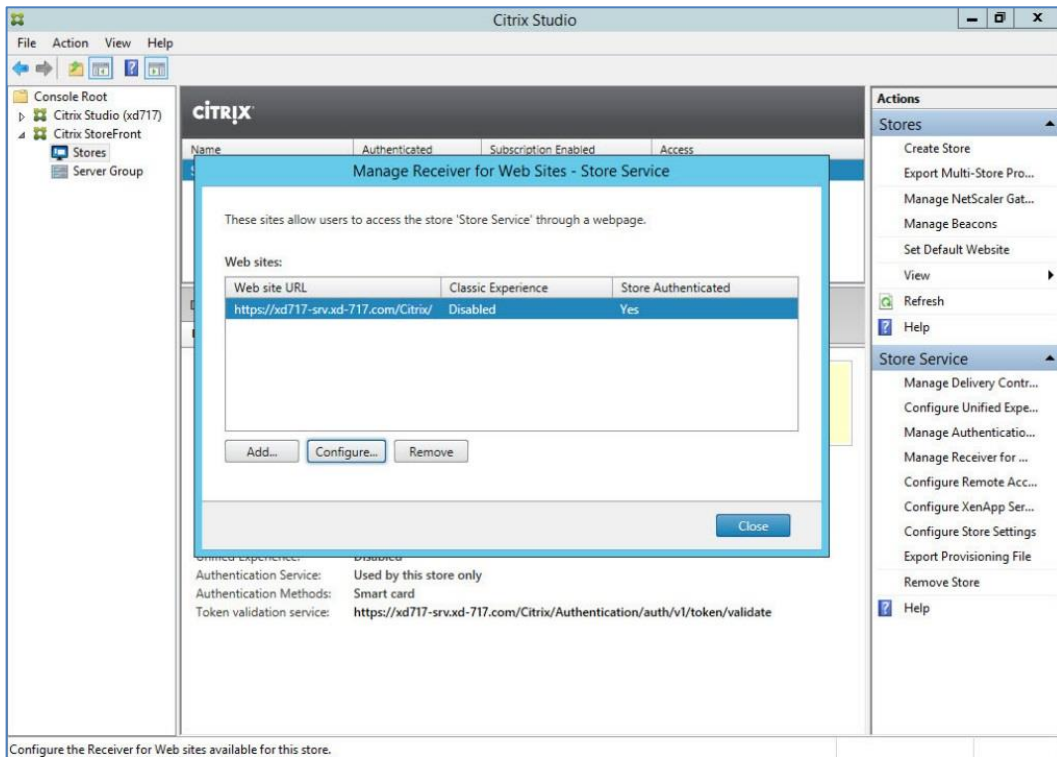 Citrix Studio
File Action View Help
Console Root
Citrix Studio (xd717)
Citrix StoreFront
Stores
Server Group
CITRIX
Name Authenticated Subscription Enabled Access
Manage Receiver for Web Sites - Store Service
These sites allow users to access the store 'Store Service' through a webpage.
Web sites:
Web site URL Classic Experience Store Authenticated
https://xd717-srv.xd-717.com/Citrix/ Disabled Yes
Add... Configure... Remove
Close
Unified Experience: Disabled
Authentication Service: Used by this store only
Authentication Methods: Smart card
Token validation service: https://xd717-srv.xd-717.com/Citrix/Authentication/auth/v1/token/validate
Actions
Stores
Create Store
Export Multi-Store Pro...
Manage NetScaler Gat...
Manage Beacons
Set Default Website
View
Refresh
Help
Store Service
Manage Delivery Contr...
Configure Unified Expe...
Manage Authenticatio...
Manage Receiver for ...
Configure Remote Acc...
Configure XenApp Ser...
Configure Store Settings
Export Provisioning File
Remove Store
Help
Configure the Receiver for Web sites available for this store.